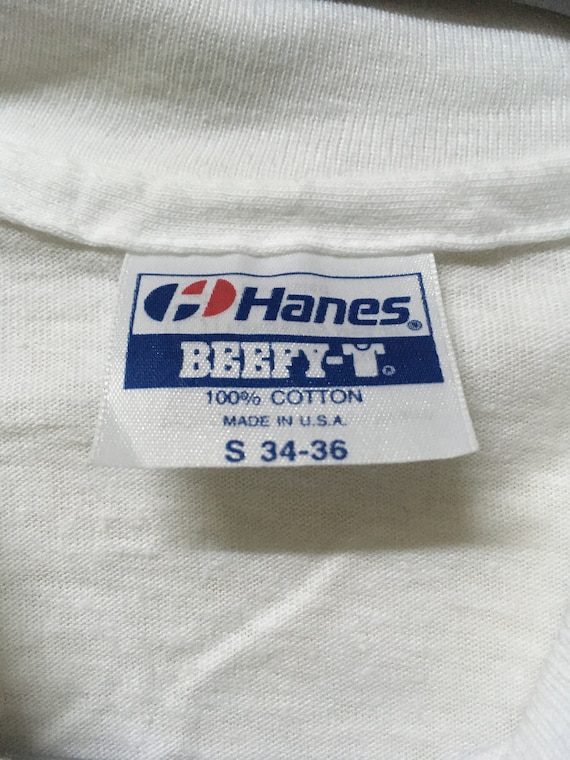 Hanes®
BEEFY-T®
100% COTTON
MADE IN U.S.A.
S 34-36